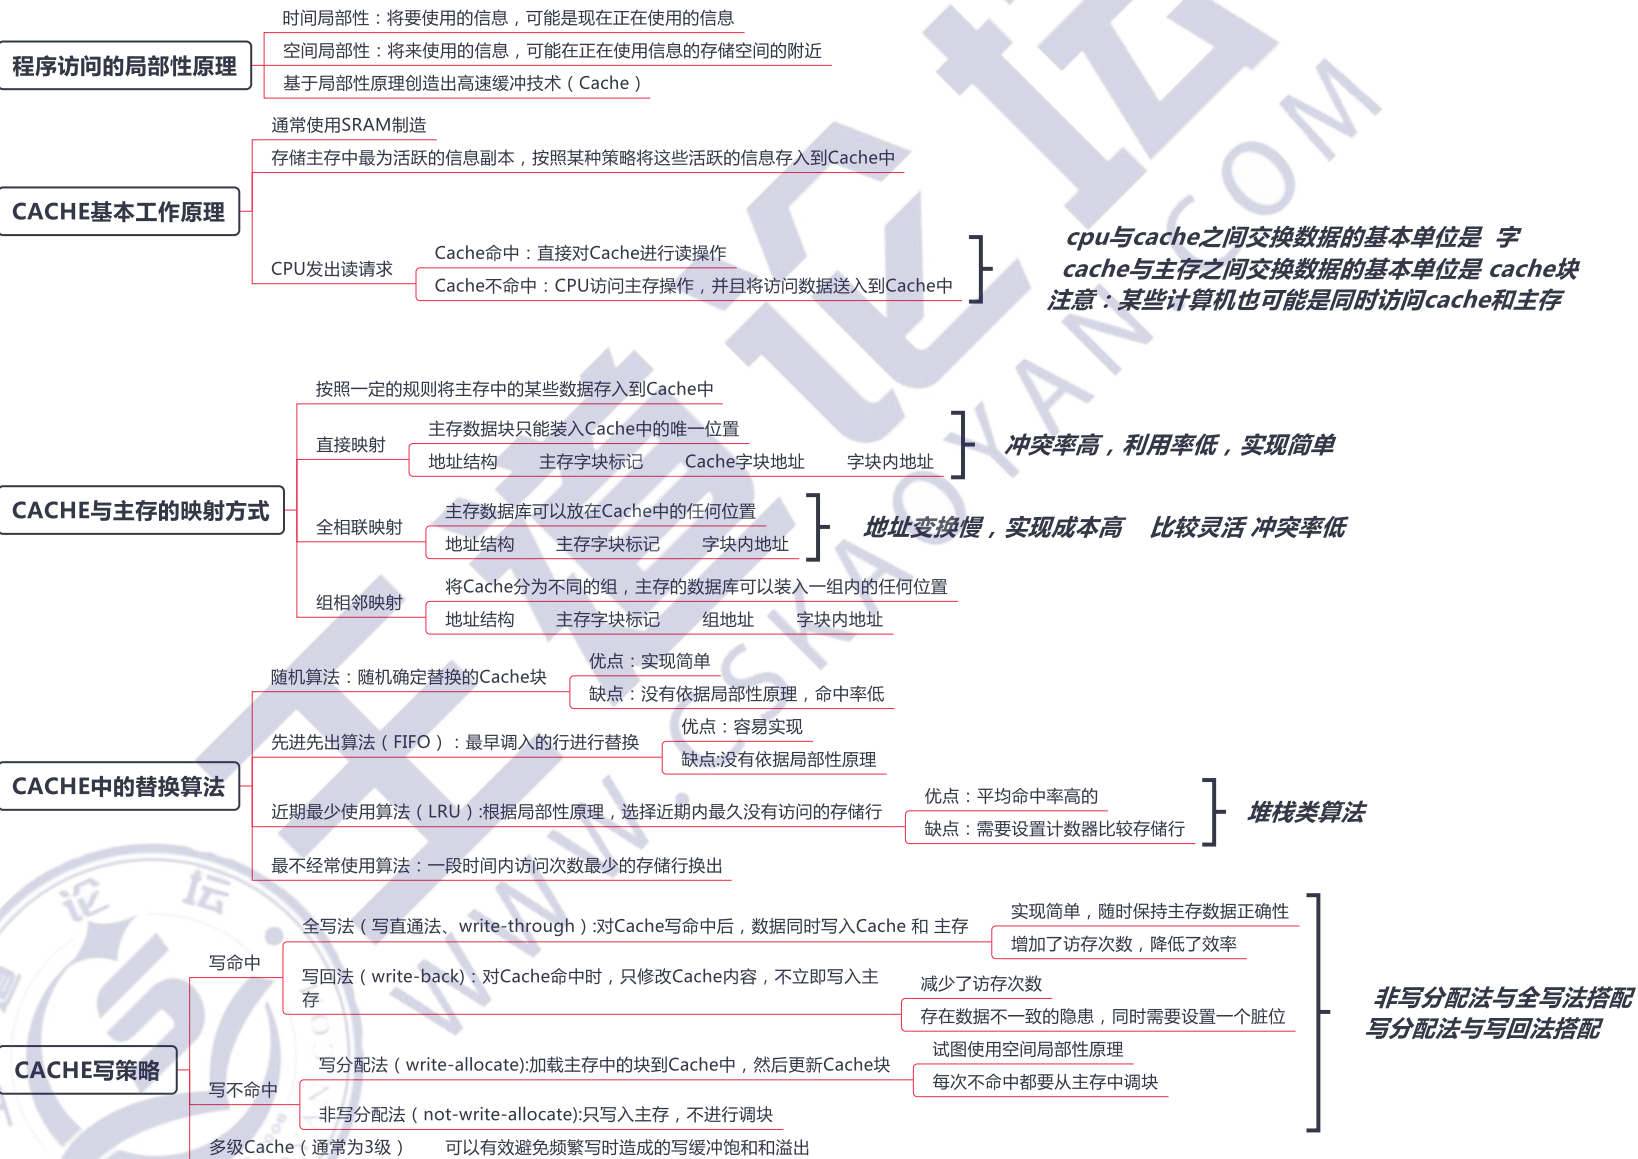 时间局部性：将要使用的信息，可能是现在正在使用的信息
程序访问的局部性原理
空间局部性：将来使用的信息，可能在正在使用信息的存储空间的附近
基于局部性原理创造出高速缓冲技术（Cache）
通常使用SRAM制造
存储主存中最为活跃的信息副本，按照某种策略将这些活跃的信息存入到Cache中
CACHE基本工作原理
CPU发出读请求
Cache命中：直接对Cache进行读操作
Cache不命中：CPU访问主存操作，并且将访问数据送入到Cache中
cpu与cache之间交换数据的基本单位是 字
cache与主存之间交换数据的基本单位是 cache块
注意：某些计算机也可能是同时访问cache和主存
按照一定的规则将主存中的某些数据存入到Cache中
直接映射
主存数据块只能装入Cache中的唯一位置
地址结构 主存字块标记 Cache字块地址 字块内地址
冲突率高，利用率低，实现简单
CACHE与主存的映射方式
全相联映射
主存数据库可以放在Cache中的任何位置
地址结构 主存字块标记 字块内地址
地址变换慢，实现成本高 比较灵活 冲突率低
组相邻映射
将Cache分为不同的组，主存的数据库可以装入一组内的任何位置
地址结构 主存字块标记 组地址 字块内地址
随机算法：随机确定替换的Cache块
优点：实现简单
缺点：没有依据局部性原理，命中率低
先进先出算法（FIFO）：最早调入的行进行替换
优点：容易实现
缺点:没有依据局部性原理
CACHE中的替换算法
近期最少使用算法（LRU）:根据局部性原理，选择近期内最久没有访问的存储行
优点：平均命中率高的
缺点：需要设置计数器比较存储行
堆栈类算法
最不经常使用算法：一段时间内访问次数最少的存储行换出
写命中
全写法（写直通法、write-through）:对Cache写命中后，数据同时写入Cache 和 主存
实现简单，随时保持主存数据正确性
增加了访存次数，降低了效率
写回法（write-back)：对Cache命中时，只修改Cache内容，不立即写入主
存
减少了访存次数
存在数据不一致的隐患，同时需要设置一个脏位
非写分配法与全写法搭配
写分配法与写回法搭配
CACHE写策略
写不命中
写分配法（write-allocate):加载主存中的块到Cache中，然后更新Cache块
试图使用空间局部性原理
每次不命中都要从主存中调块
非写分配法（not-write-allocate):只写入主存，不进行调块
多级Cache（通常为3级） 可以有效避免频繁写时造成的写缓冲饱和和溢出
王道论坛
WWW.CSKAOYAN.COM
论坛